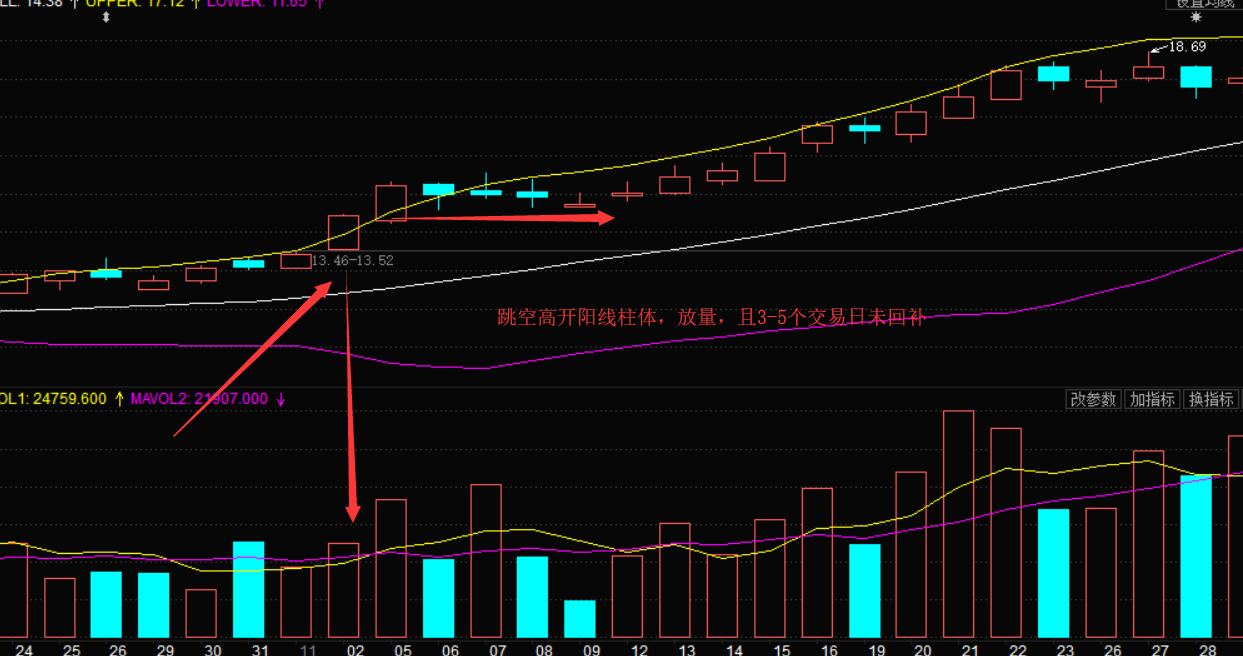 14.38 ↑ UPPER: 17.12 ↑ LOWER: 11.65 ↑
设置均线
18.69
13.46-13.52
跳空高开阳线柱体，放量，且3-5个交易日未回补
OL1: 24759.600 ↑ MAVOL2: 21907.000 ↓
改参数 加指标 换指标
24 25 26 29 30 31 11 02 05 06 07 08 09 12 13 14 15 16 19 20 21 22 23 26 27 28